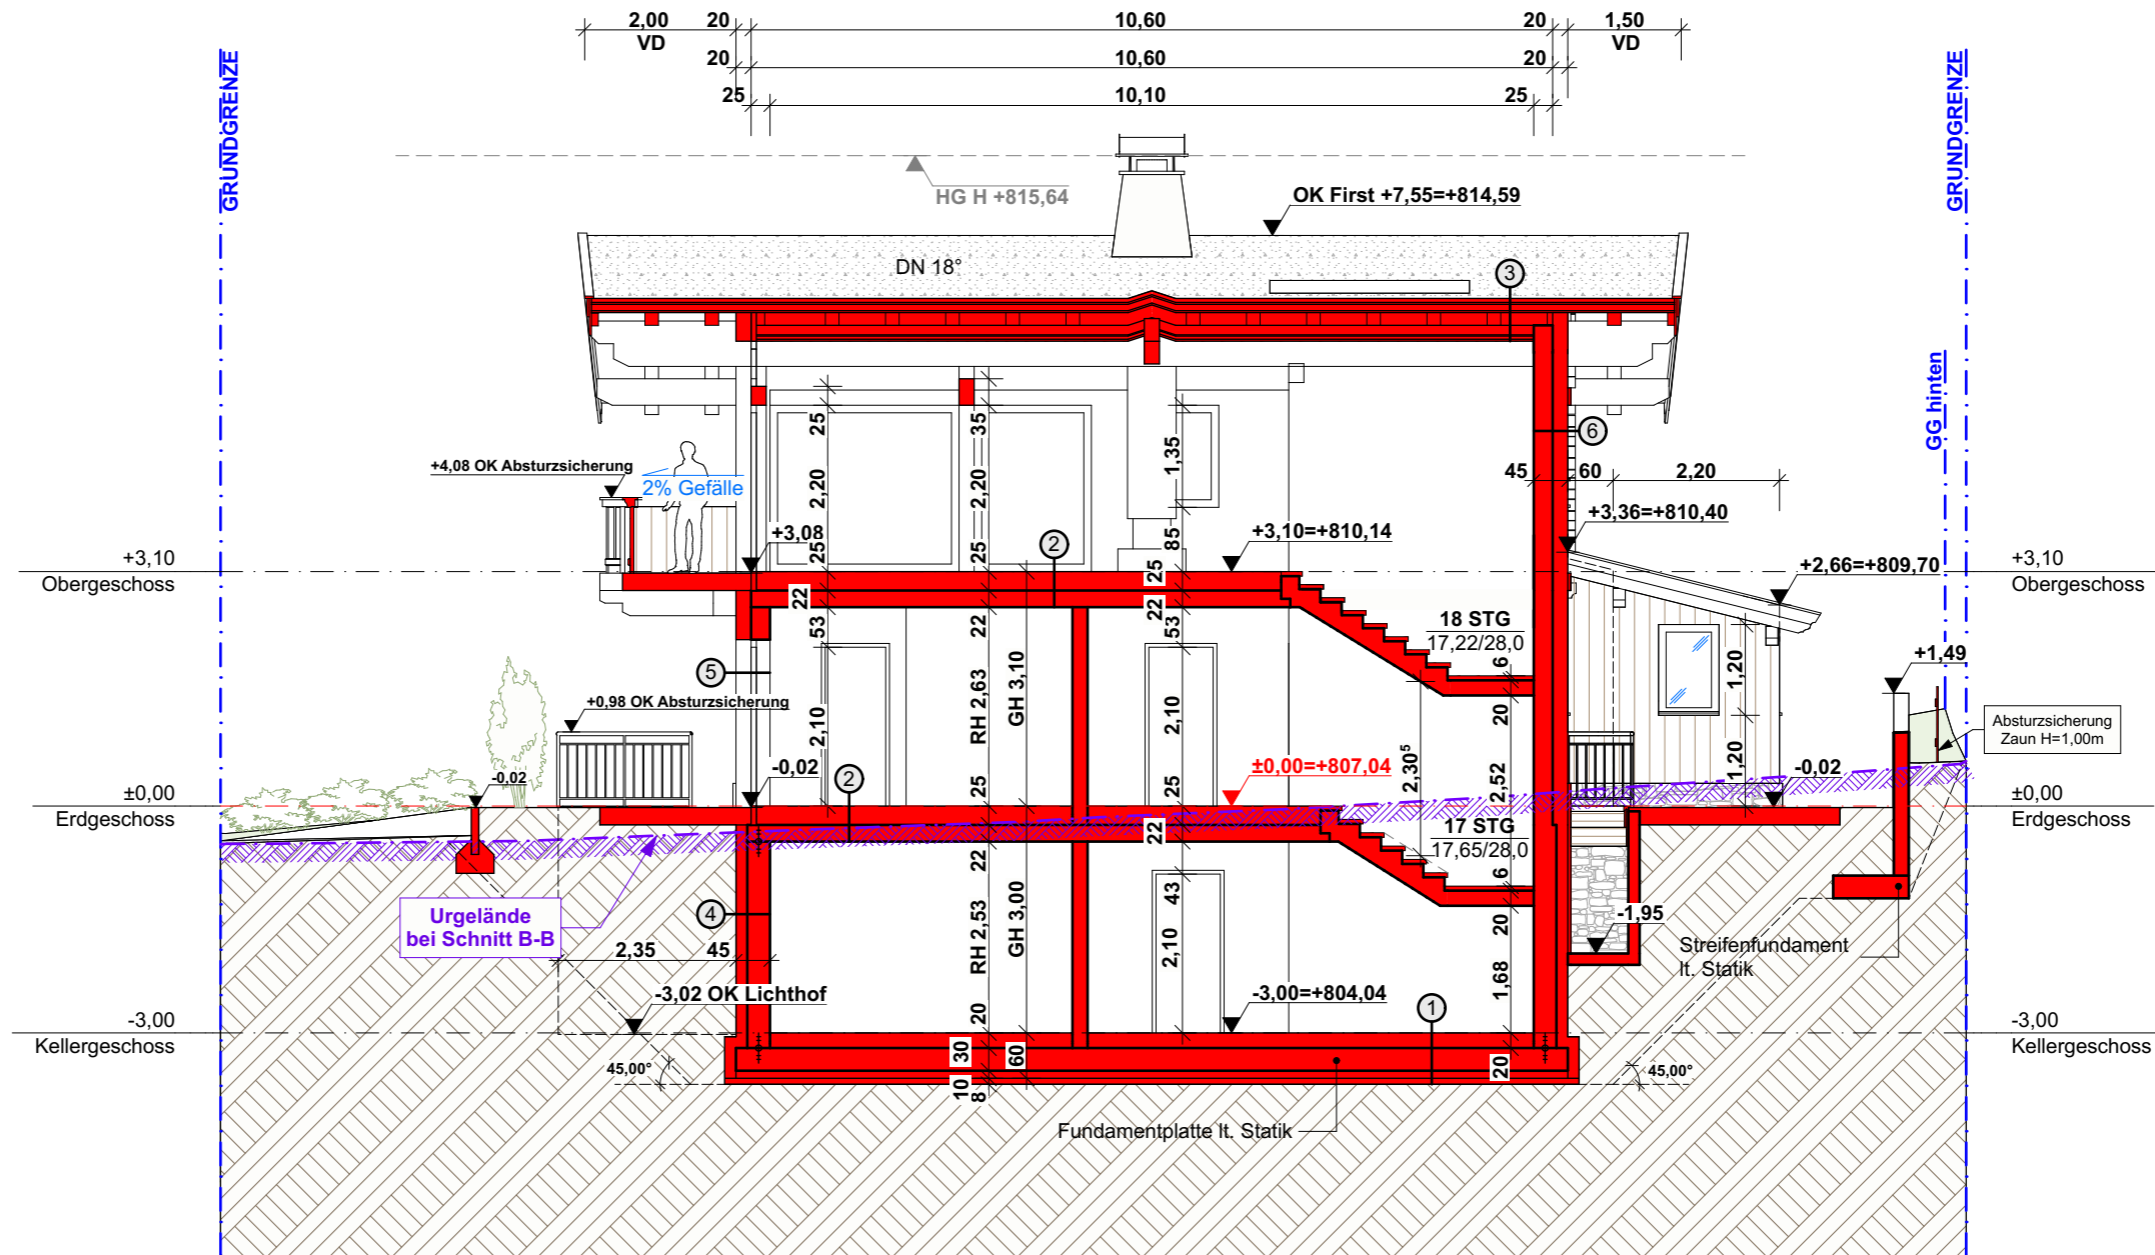 2,00 20 10,60 20 1,50
VD VD
20 10,60 20
25 10,10 25
GRUNDGRENZE
GRUNDGRENZE
HG H +815,64
OK First +7,55=+814,59
DN 18°
3
GG hinten
25
35
6
1,35
+4,08 OK Absturzsicherung
2% Gefälle
2,20
2,20
45 60 2,20
+3,36=+810,40
+3,08
2
+3,10=+810,14
85
25
25
25
+3,10
Obergeschoss
+2,66=+809,70
+3,10
Obergeschoss
22
22
22
53
53
18 STG
17,22/28,0
6
5
RH 2,63
GH 3,10
1,20
+1,49
+0,98 OK Absturzsicherung
2,10
2,10
20
Absturzsicherung
Zaun H=1,00m
-0,02
-0,02
2
25
25
±0,00=+807,04
2,30⁵
2,52
1,20
-0,02
±0,00
Erdgeschoss
±0,00
Erdgeschoss
22
22
17 STG
17,65/28,0
6
43
Urgelände
bei Schnitt B-B
4
20
-1,95
2,35 45
RH 2,53
GH 3,00
2,10
Streifenfundament
lt. Statik
1,68
-3,02 OK Lichthof
20
-3,00=+804,04
1
-3,00
Kellergeschoss
-3,00
Kellergeschoss
30
60
20
45,00°
45,00°
10
8
Fundamentplatte lt. Statik